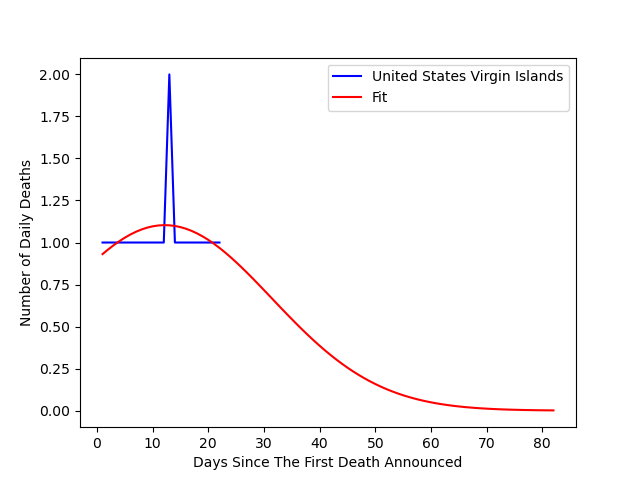 United States Virgin Islands
Fit
2.00
1.75
1.50
1.25
1.00
0.75
0.50
0.25
0.00
Number of Daily Deaths
0 10 20 30 40 50 60 70 80
Days Since The First Death Announced